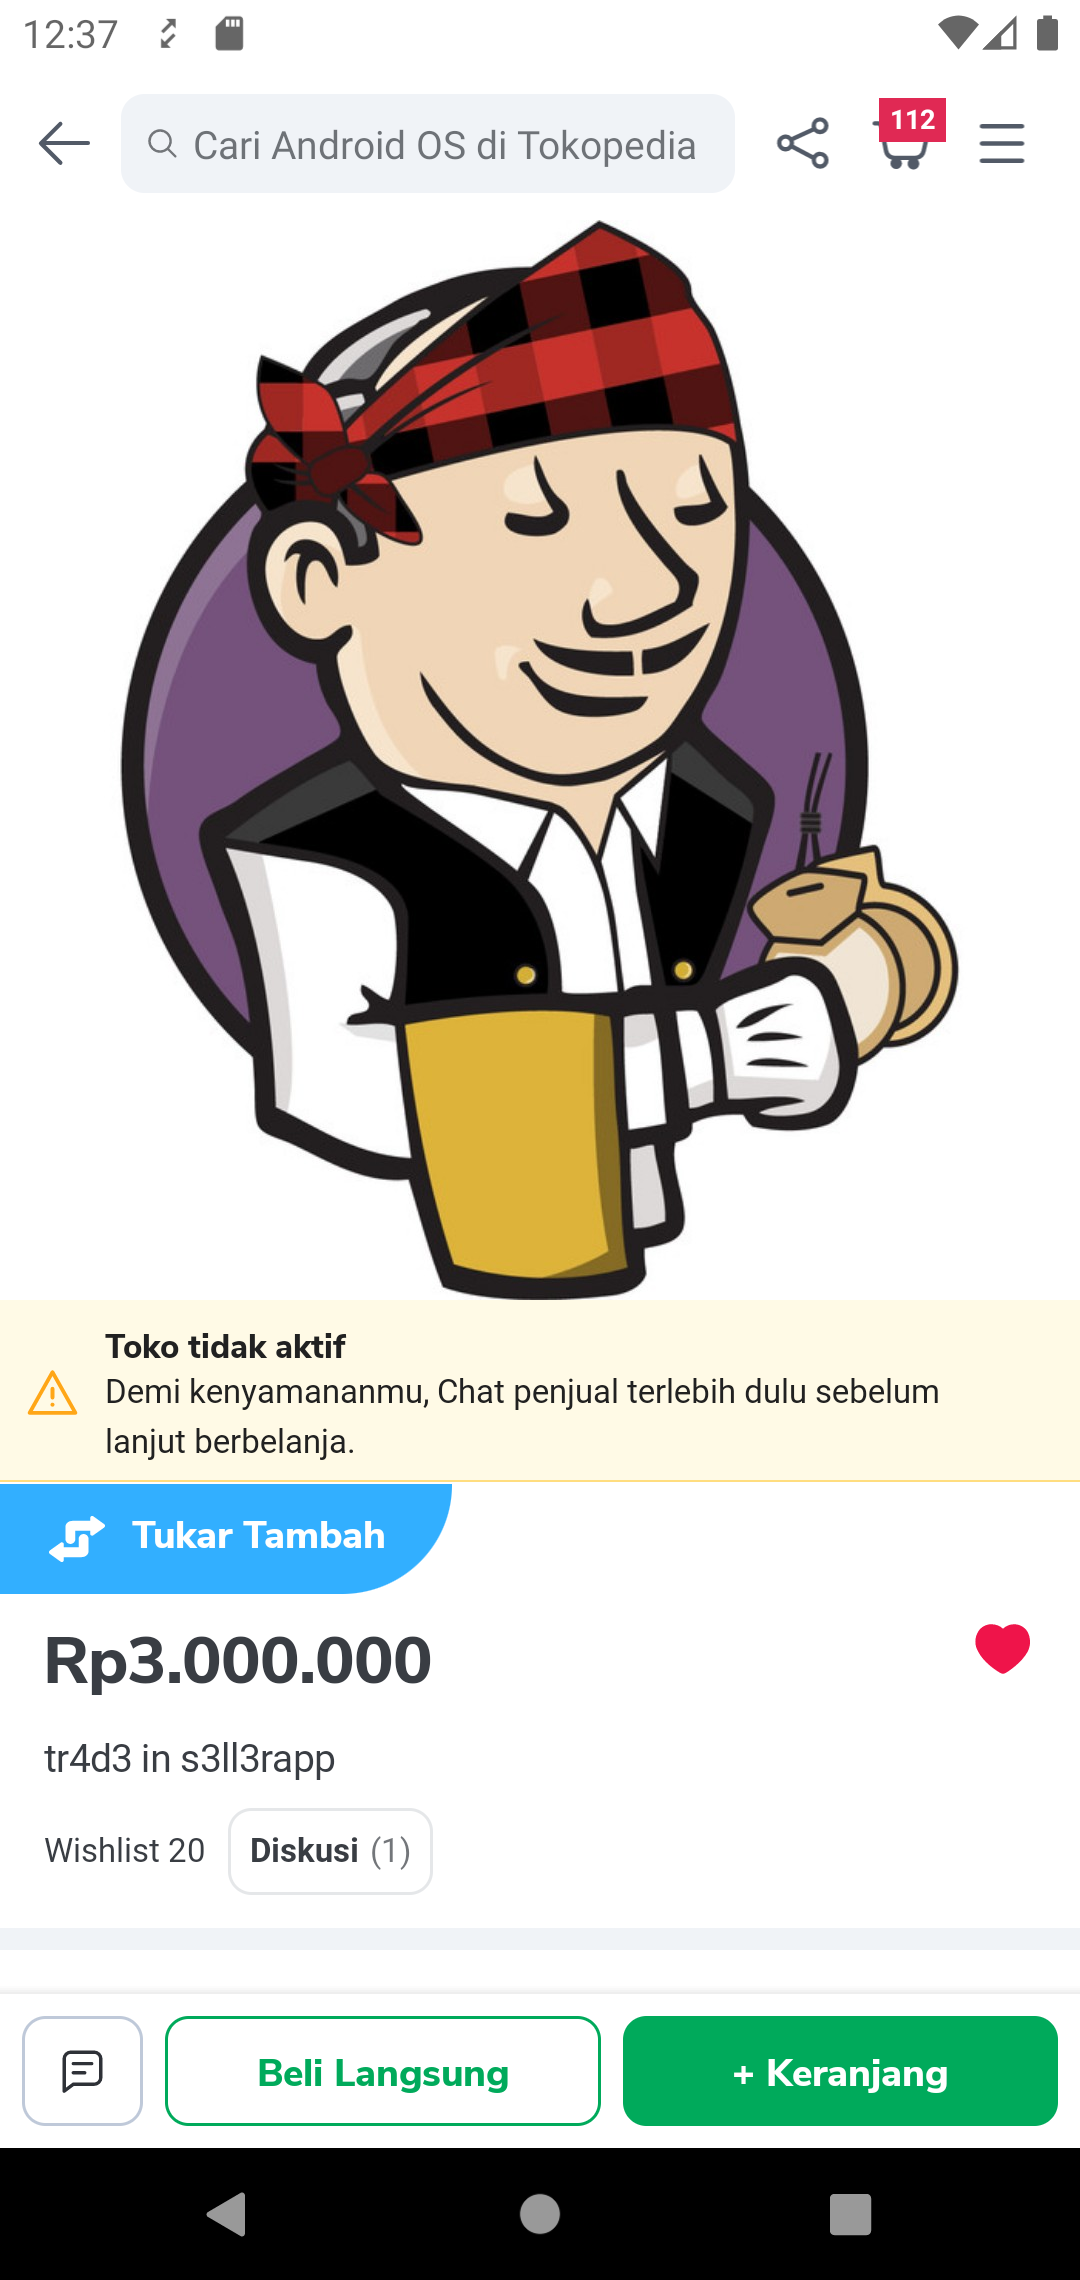 12:37
Cari Android OS di Tokopedia
112
Toko tidak aktif
Demi kenyamananmu, Chat penjual terlebih dulu sebelum
lanjut berbelanja.
Tukar Tambah
Rp3.000.000
tr4d3 in s3ll3rapp
Wishlist 20
Diskusi (1)
Beli Langsung
+ Keranjang